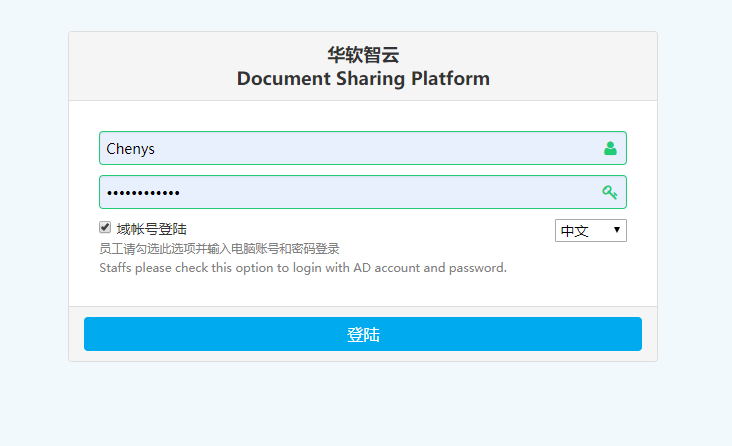 华软智云
Document Sharing Platform
Chenys
••••••••••••
域帐号登陆
中文
员工请勾选此选项并输入电脑账号和密码登录
Staffs please check this option to login with AD account and password.
登陆